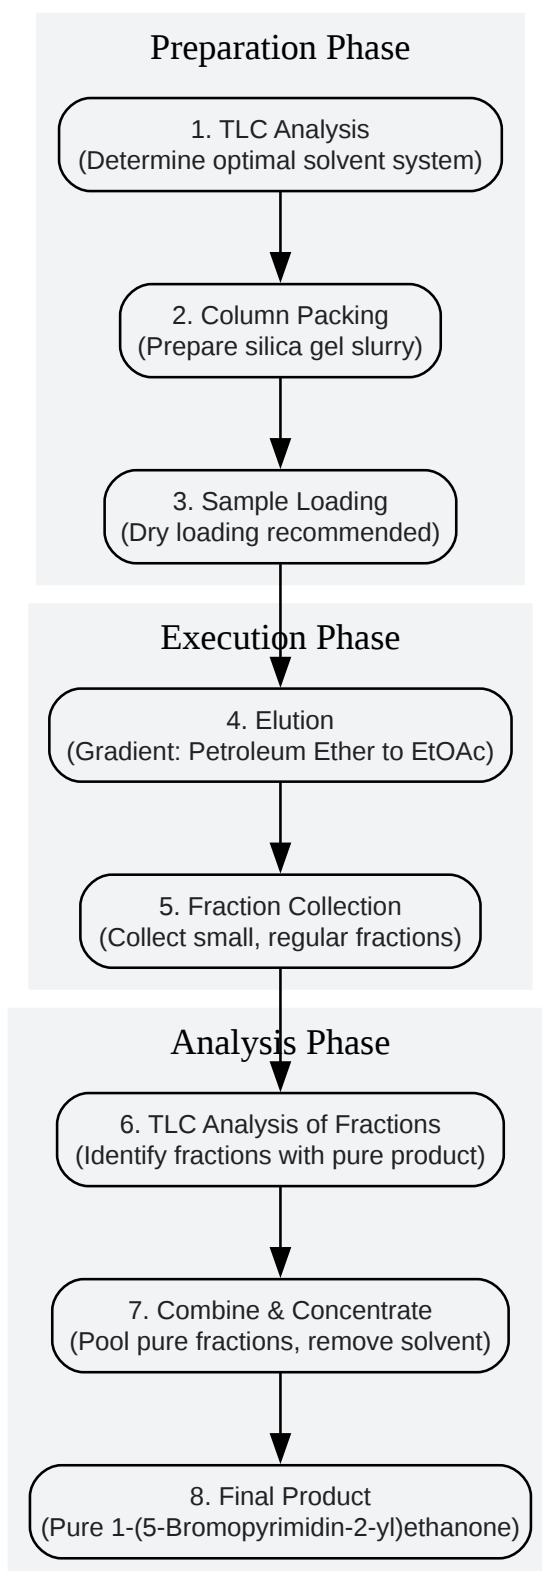 Preparation Phase
1. TLC Analysis
(Determine optimal solvent system)
2. Column Packing
(Prepare silica gel slurry)
3. Sample Loading
(Dry loading recommended)
Execution Phase
4. Elution
(Gradient: Petroleum Ether to EtOAc)
5. Fraction Collection
(Collect small, regular fractions)
Analysis Phase
6. TLC Analysis of Fractions
(Identify fractions with pure product)
7. Combine & Concentrate
(Pool pure fractions, remove solvent)
8. Final Product
(Pure 1-(5-Bromopyrimidin-2-yl)ethanone)